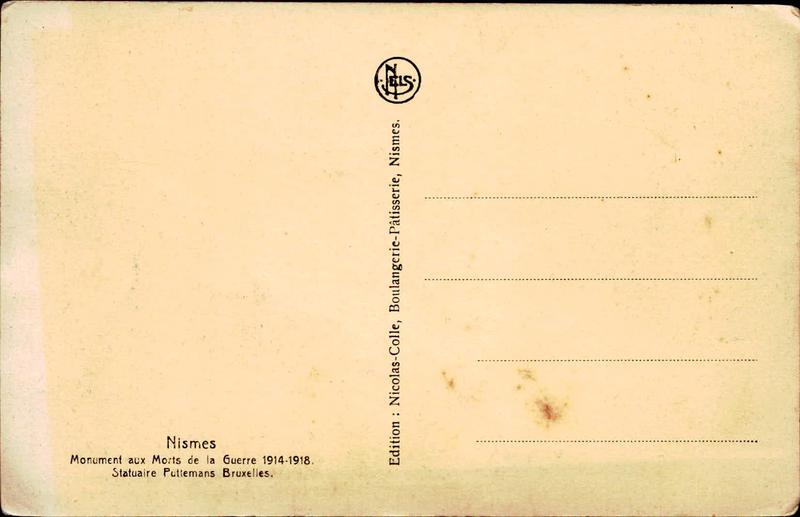 Nismes
Monument aux Morts de la Guerre 1914-1918.
Statuaire Puttemans Bruxelles.
NELS
Edition : Nicolas-Colle, Boulangerie-Pâtisserie, Nismes.